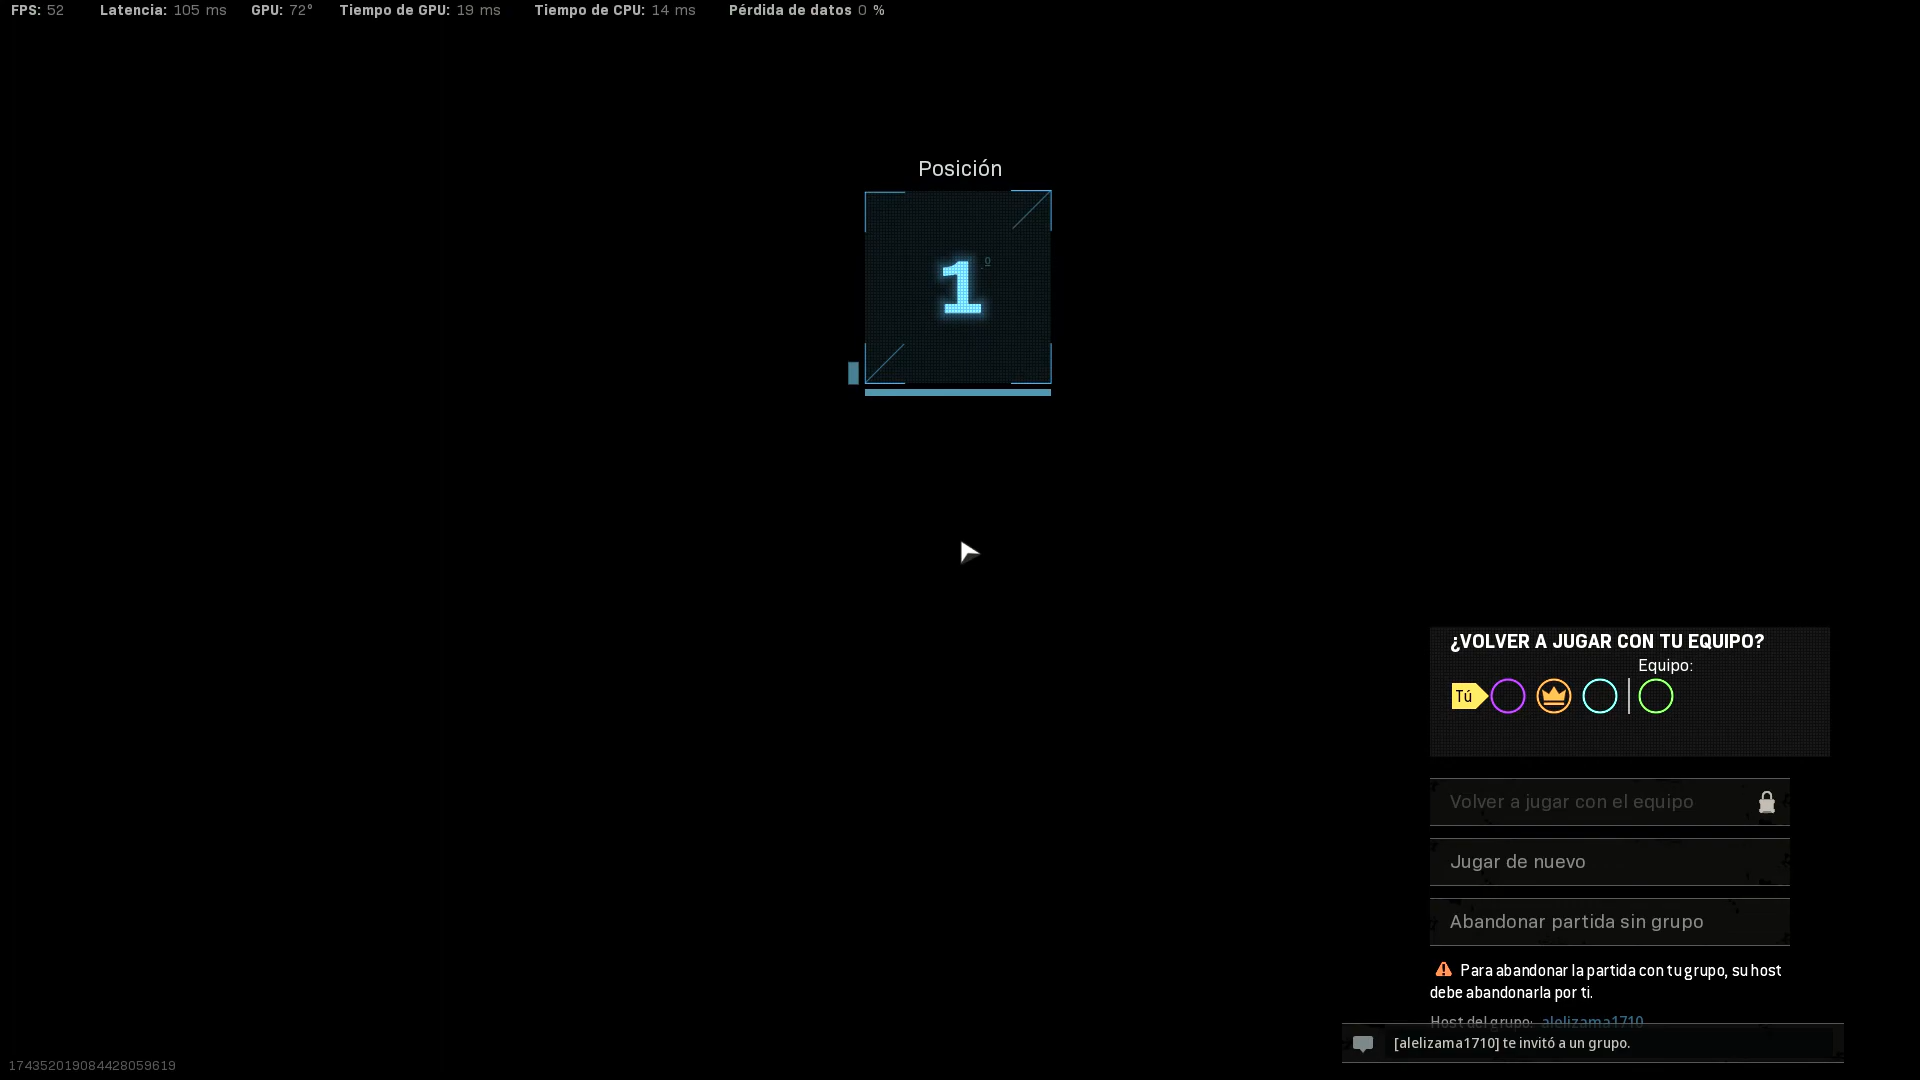 FPS: 52 Latencia: 105 ms GPU: 72° Tiempo de GPU: 19 ms Tiempo de CPU: 14 ms Pérdida de datos 0 %
Posición
1.º
¿VOLVER A JUGAR CON TU EQUIPO?
Equipo:
Tú
Volver a jugar con el equipo
Jugar de nuevo
Abandonar partida sin grupo
Para abandonar la partida con tu grupo, su host
debe abandonarla por ti.
Host del grupo: alelizama1710
[alelizama1710] te invitó a un grupo.
174352019084428059619